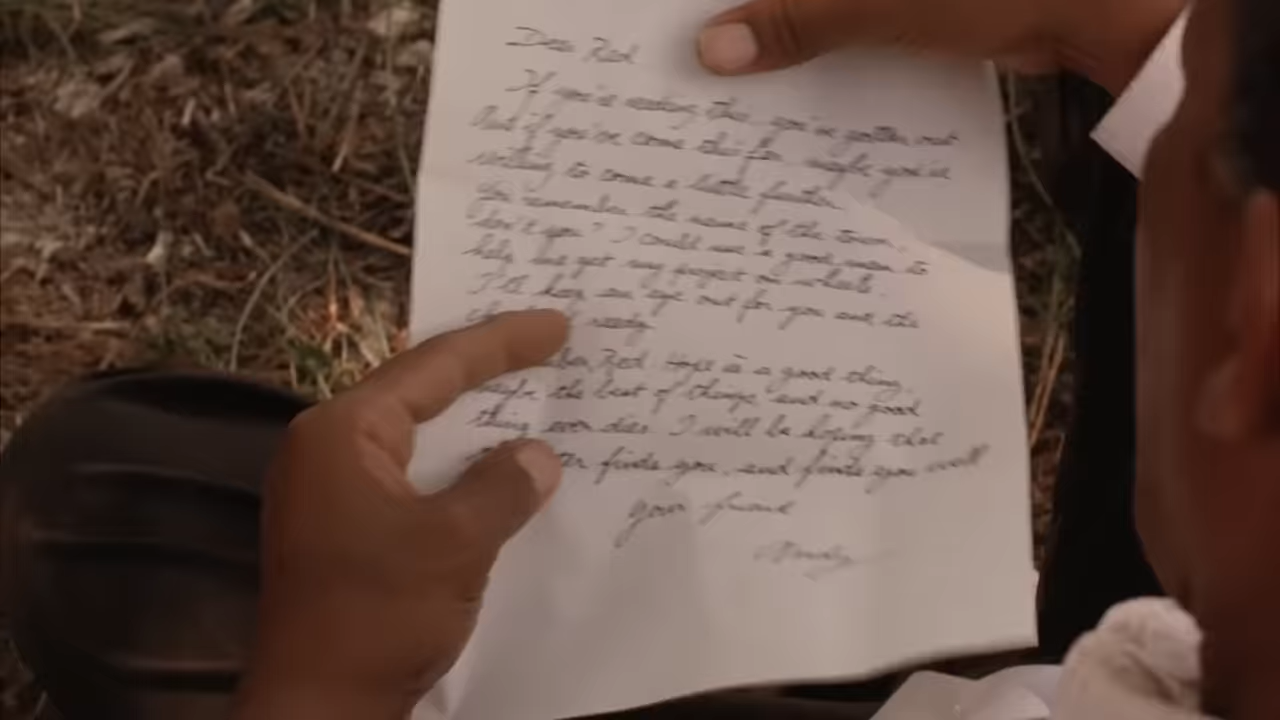 Dear Red
If you're reading this, you've gotten out
And if you've come this far, maybe you're
willing to come a little further.
You remember the name of the town,
don't you? I could use a good man to
help me get my project on wheels.
I'll keep an eye out for you and the
ready.
Red. Hope is a good thing,
maybe the best of things, and no good
thing ever dies. I will be hoping that
letter finds you, and finds you well
Your friend
Andy